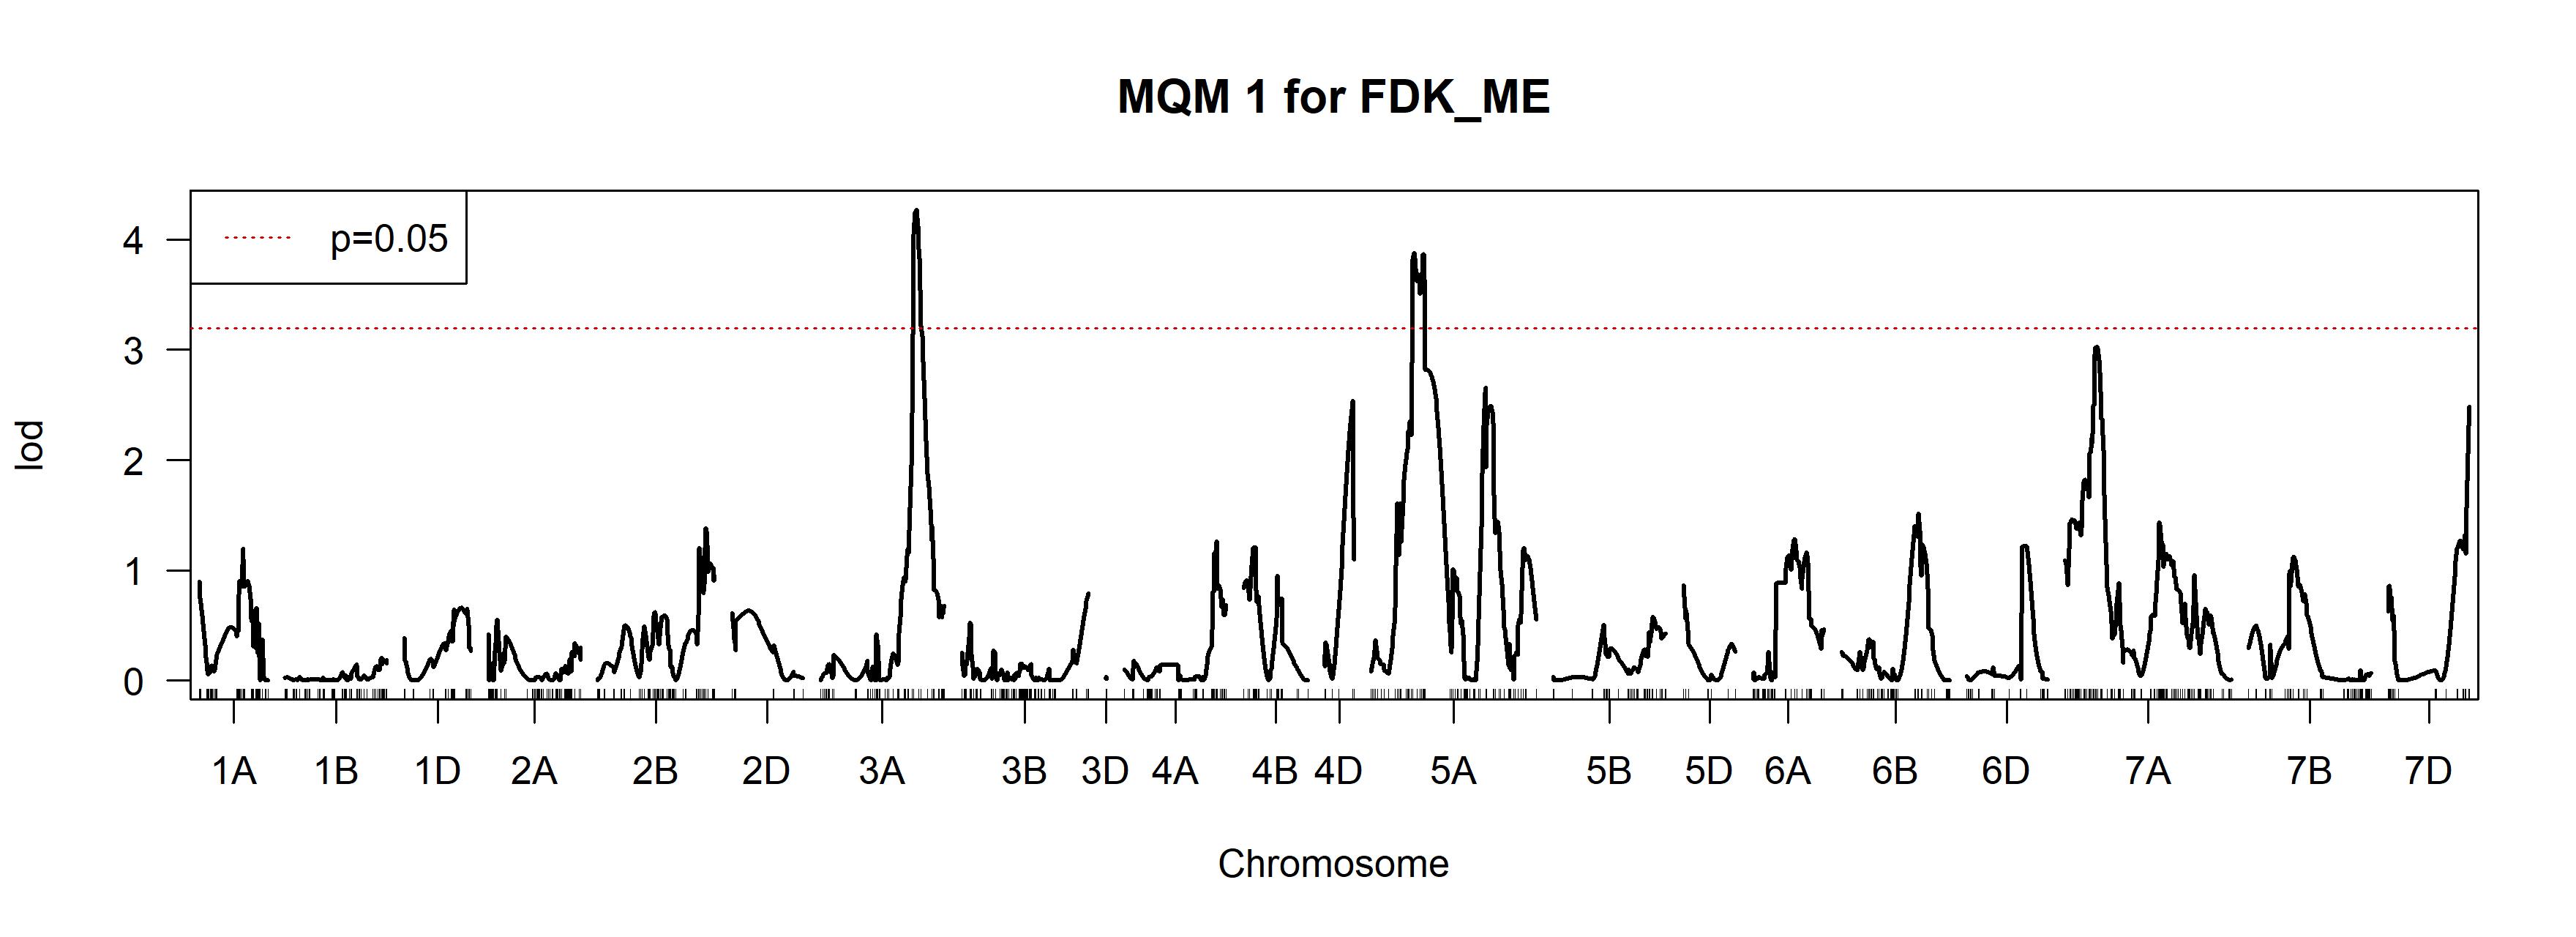 MQM 1 for FDK_ME
p=0.05
4
3
2
1
0
lod
1A 1B 1D 2A 2B 2D 3A 3B 3D 4A 4B 4D 5A 5B 5D 6A 6B 6D 7A 7B 7D
Chromosome